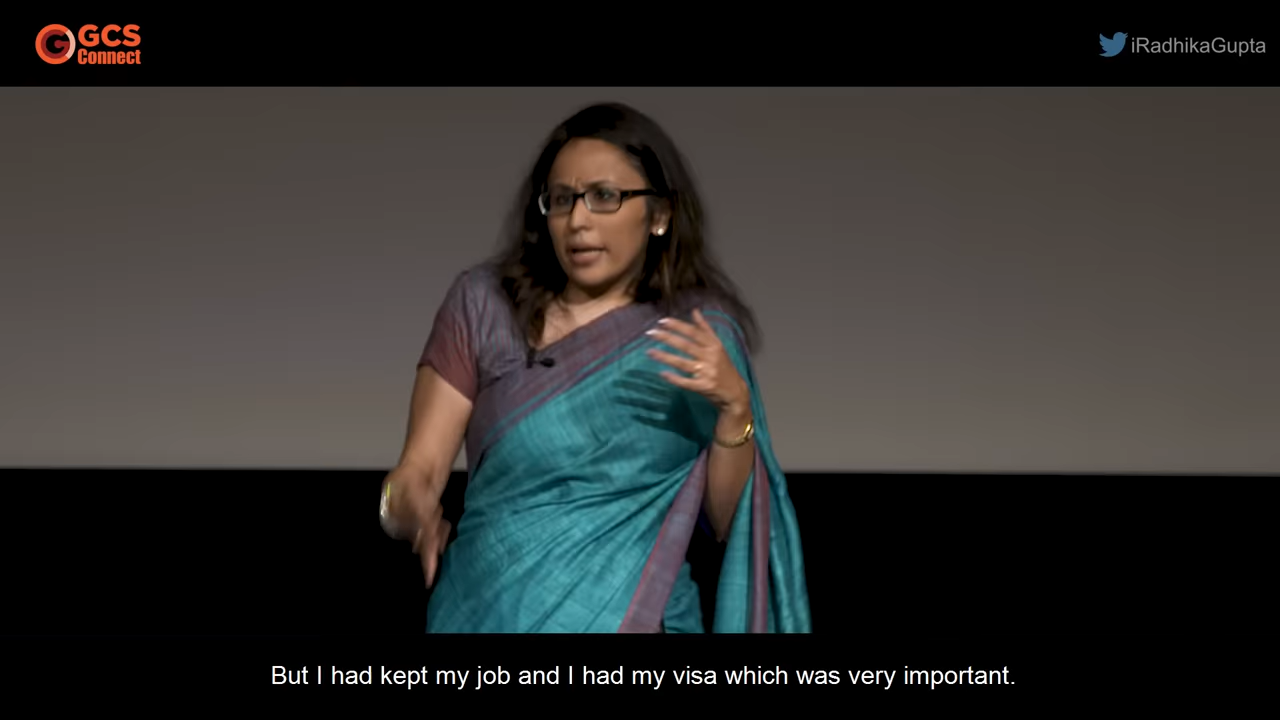 GCS
Connect
iRadhikaGupta
But I had kept my job and I had my visa which was very important.